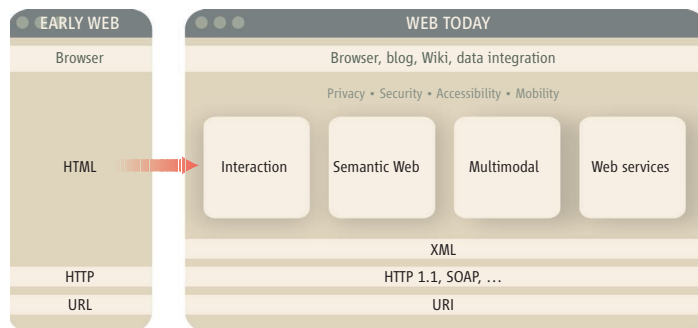 EARLY WEB
Browser
HTML
HTTP
URL
WEB TODAY
Browser, blog, Wiki, data integration
Privacy • Security • Accessibility • Mobility
Interaction
Semantic Web
Multimodal
Web services
XML
HTTP 1.1, SOAP, …
URI